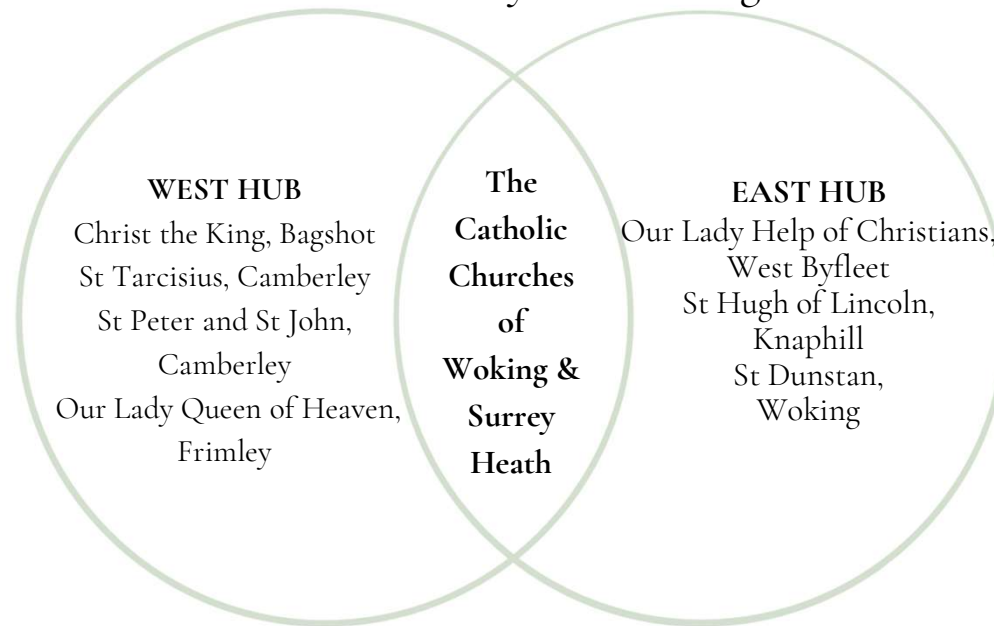 WEST HUB
Christ the King, Bagshot
St Tarcisius, Camberley
St Peter and St John,
Camberley
Our Lady Queen of Heaven,
Frimley
The
Catholic
Churches
of
Woking &
Surrey
Heath
EAST HUB
Our Lady Help of Christians,
West Byfleet
St Hugh of Lincoln,
Knaphill
St Dunstan,
Woking